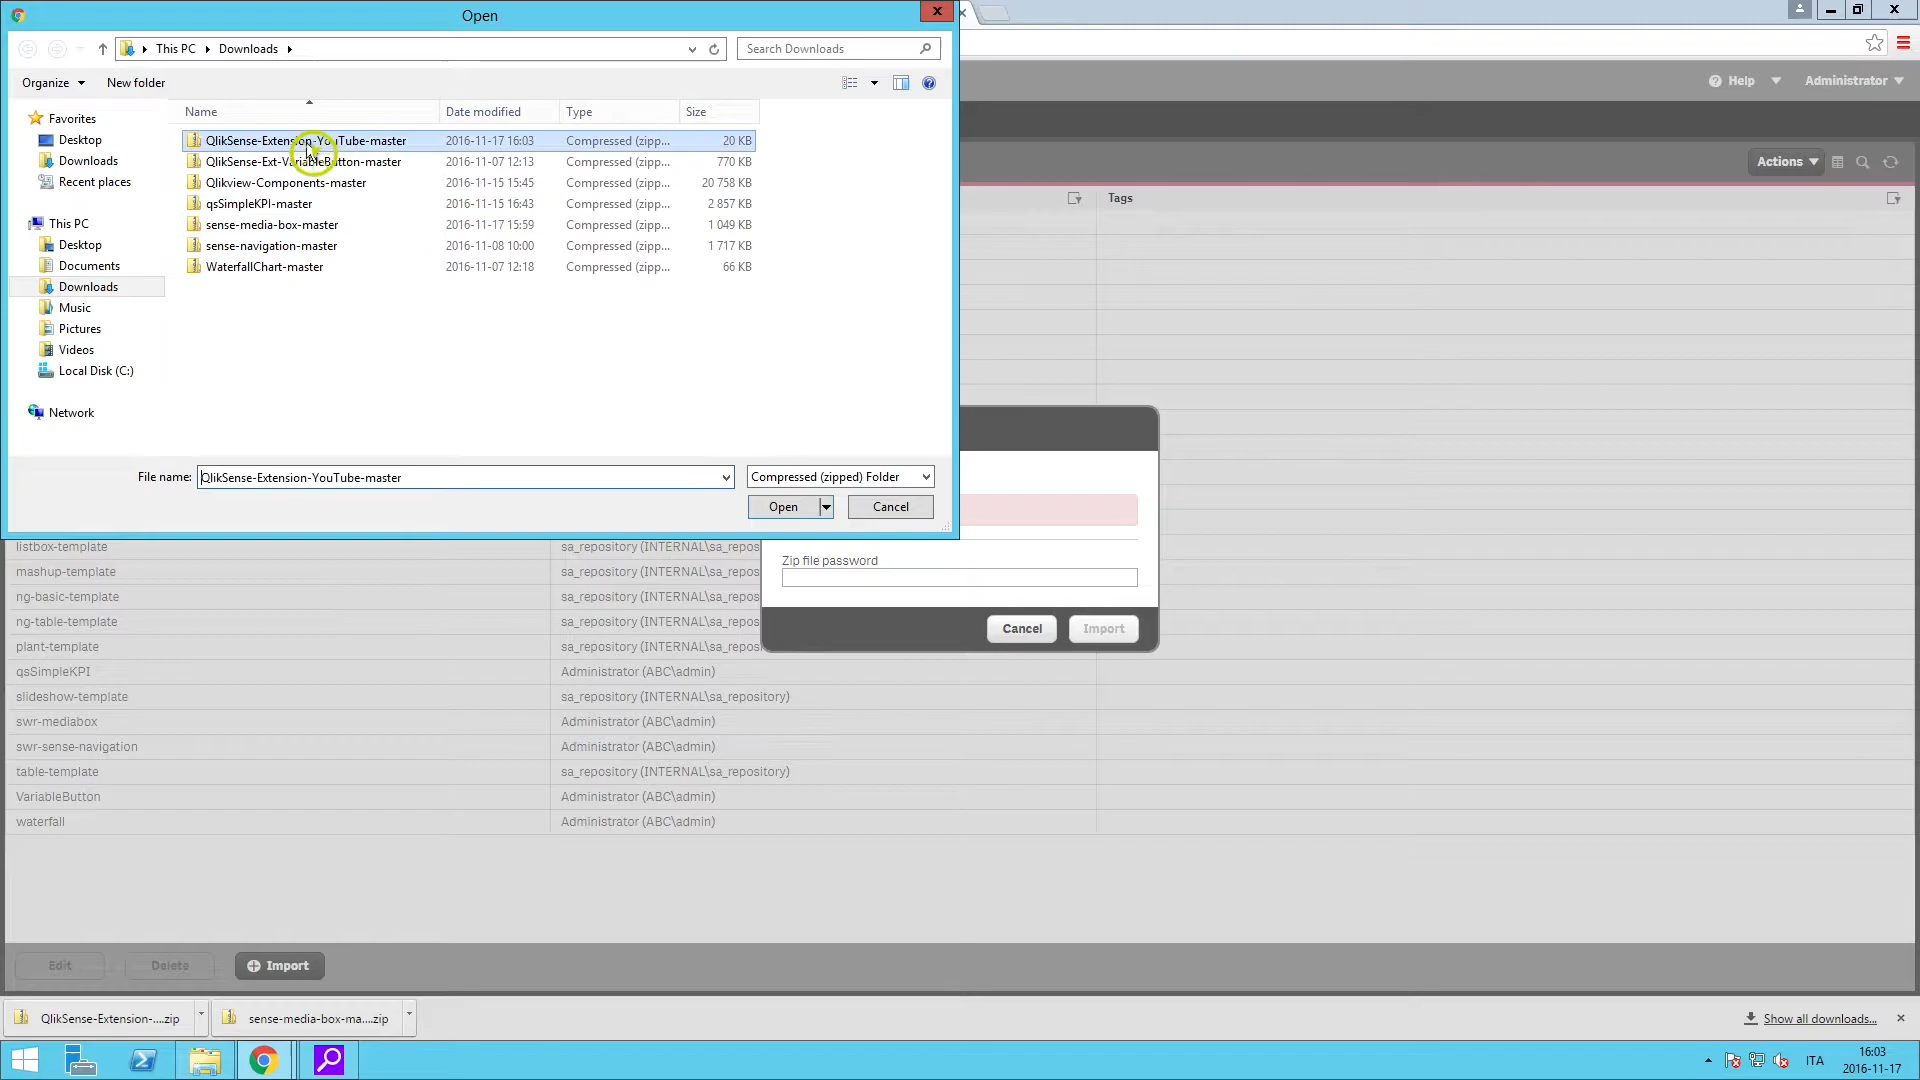 Open
This PC
Downloads
Search Downloads
Organize
New folder
Name
Date modified
Type
Size
Favorites
Desktop
Downloads
Recent places
This PC
Desktop
Documents
Downloads
Music
Pictures
Videos
Local Disk (C:)
Network
QlikSense-Extension-YouTube-master 2016-11-17 16:03 Compressed (zipp... 20 KB
QlikSense-Ext-VariableButton-master 2016-11-07 12:13 Compressed (zipp... 770 KB
Qlikview-Components-master 2016-11-15 15:45 Compressed (zipp... 20 758 KB
qsSimpleKPI-master 2016-11-15 16:43 Compressed (zipp... 2 857 KB
sense-media-box-master 2016-11-17 15:59 Compressed (zipp... 1 049 KB
sense-navigation-master 2016-11-08 10:00 Compressed (zipp... 1 717 KB
WaterfallChart-master 2016-11-07 12:18 Compressed (zipp... 66 KB
File name: QlikSense-Extension-YouTube-master Compressed (zipped) Folder
Open Cancel
Help Administrator
Actions
Tags
Zip file password
Cancel Import
listbox-template sa_repository (INTERNAL\sa_repos
mashup-template sa_repository (INTERNAL\sa_repos
ng-basic-template sa_repository (INTERNAL\sa_repos
ng-table-template sa_repository (INTERNAL\sa_repos
plant-template sa_repository (INTERNAL\sa_repos
qsSimpleKPI Administrator (ABC\admin)
slideshow-template sa_repository (INTERNAL\sa_repository)
swr-mediabox Administrator (ABC\admin)
swr-sense-navigation Administrator (ABC\admin)
table-template sa_repository (INTERNAL\sa_repository)
VariableButton Administrator (ABC\admin)
waterfall Administrator (ABC\admin)
Edit Delete Import
QlikSense-Extension-....zip sense-media-box-ma....zip Show all downloads...
ITA
16:03
2016-11-17